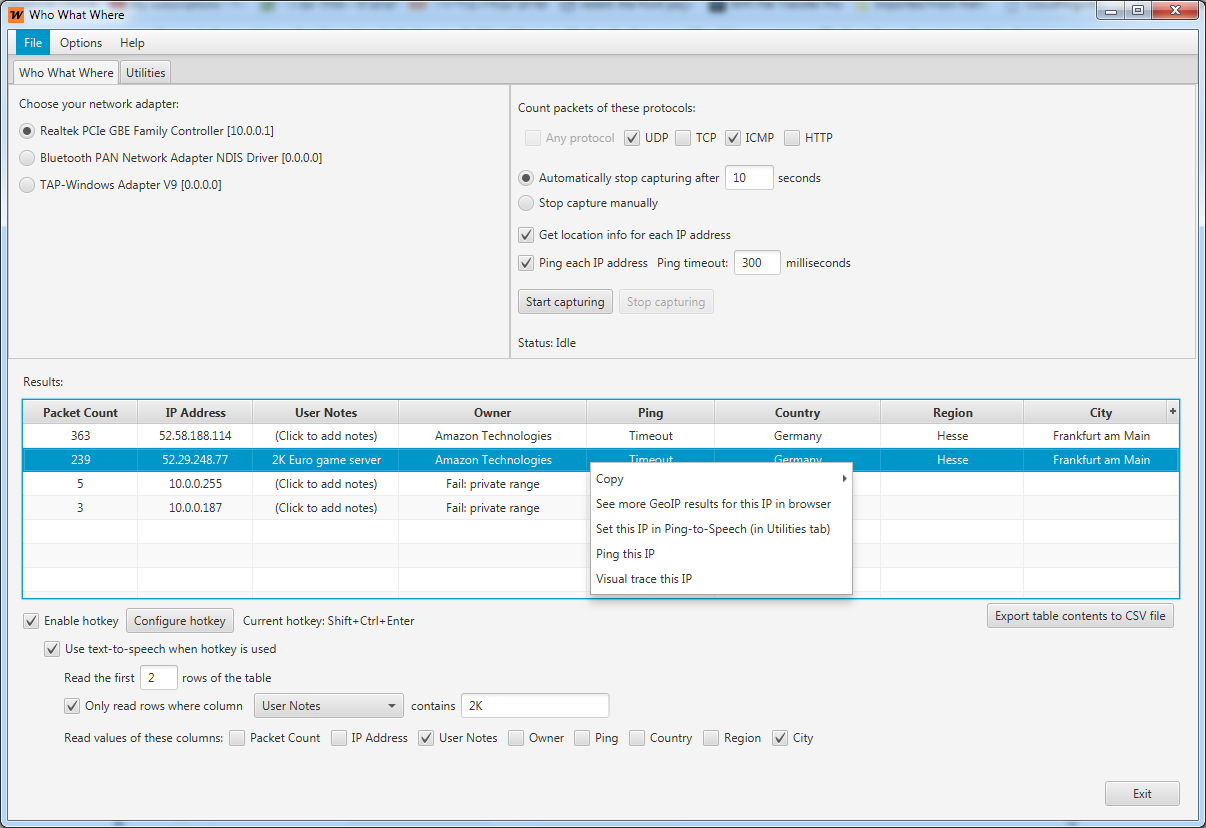 Who What Where
File Options Help
Who What Where Utilities
Choose your network adapter:
Realtek PCIe GBE Family Controller [10.0.0.1]
Bluetooth PAN Network Adapter NDIS Driver [0.0.0.0]
TAP-Windows Adapter V9 [0.0.0.0]
Count packets of these protocols:
Any protocol UDP TCP ICMP HTTP
Automatically stop capturing after 10 seconds
Stop capture manually
Get location info for each IP address
Ping each IP address Ping timeout: 300 milliseconds
Start capturing Stop capturing
Status: Idle
Results:
Packet Count IP Address User Notes Owner Ping Country Region City +
363 52.58.188.114 (Click to add notes) Amazon Technologies Timeout Germany Hesse Frankfurt am Main
239 52.29.248.77 2K Euro game server Amazon Technologies Timeout Germany Hesse Frankfurt am Main
5 10.0.0.255 (Click to add notes) Fail: private range
3 10.0.0.187 (Click to add notes) Fail: private range
Copy
See more GeoIP results for this IP in browser
Set this IP in Ping-to-Speech (in Utilities tab)
Ping this IP
Visual trace this IP
Enable hotkey Configure hotkey Current hotkey: Shift+Ctrl+Enter Export table contents to CSV file
Use text-to-speech when hotkey is used
Read the first 2 rows of the table
Only read rows where column User Notes contains 2K
Read values of these columns: Packet Count IP Address User Notes Owner Ping Country Region City
Exit